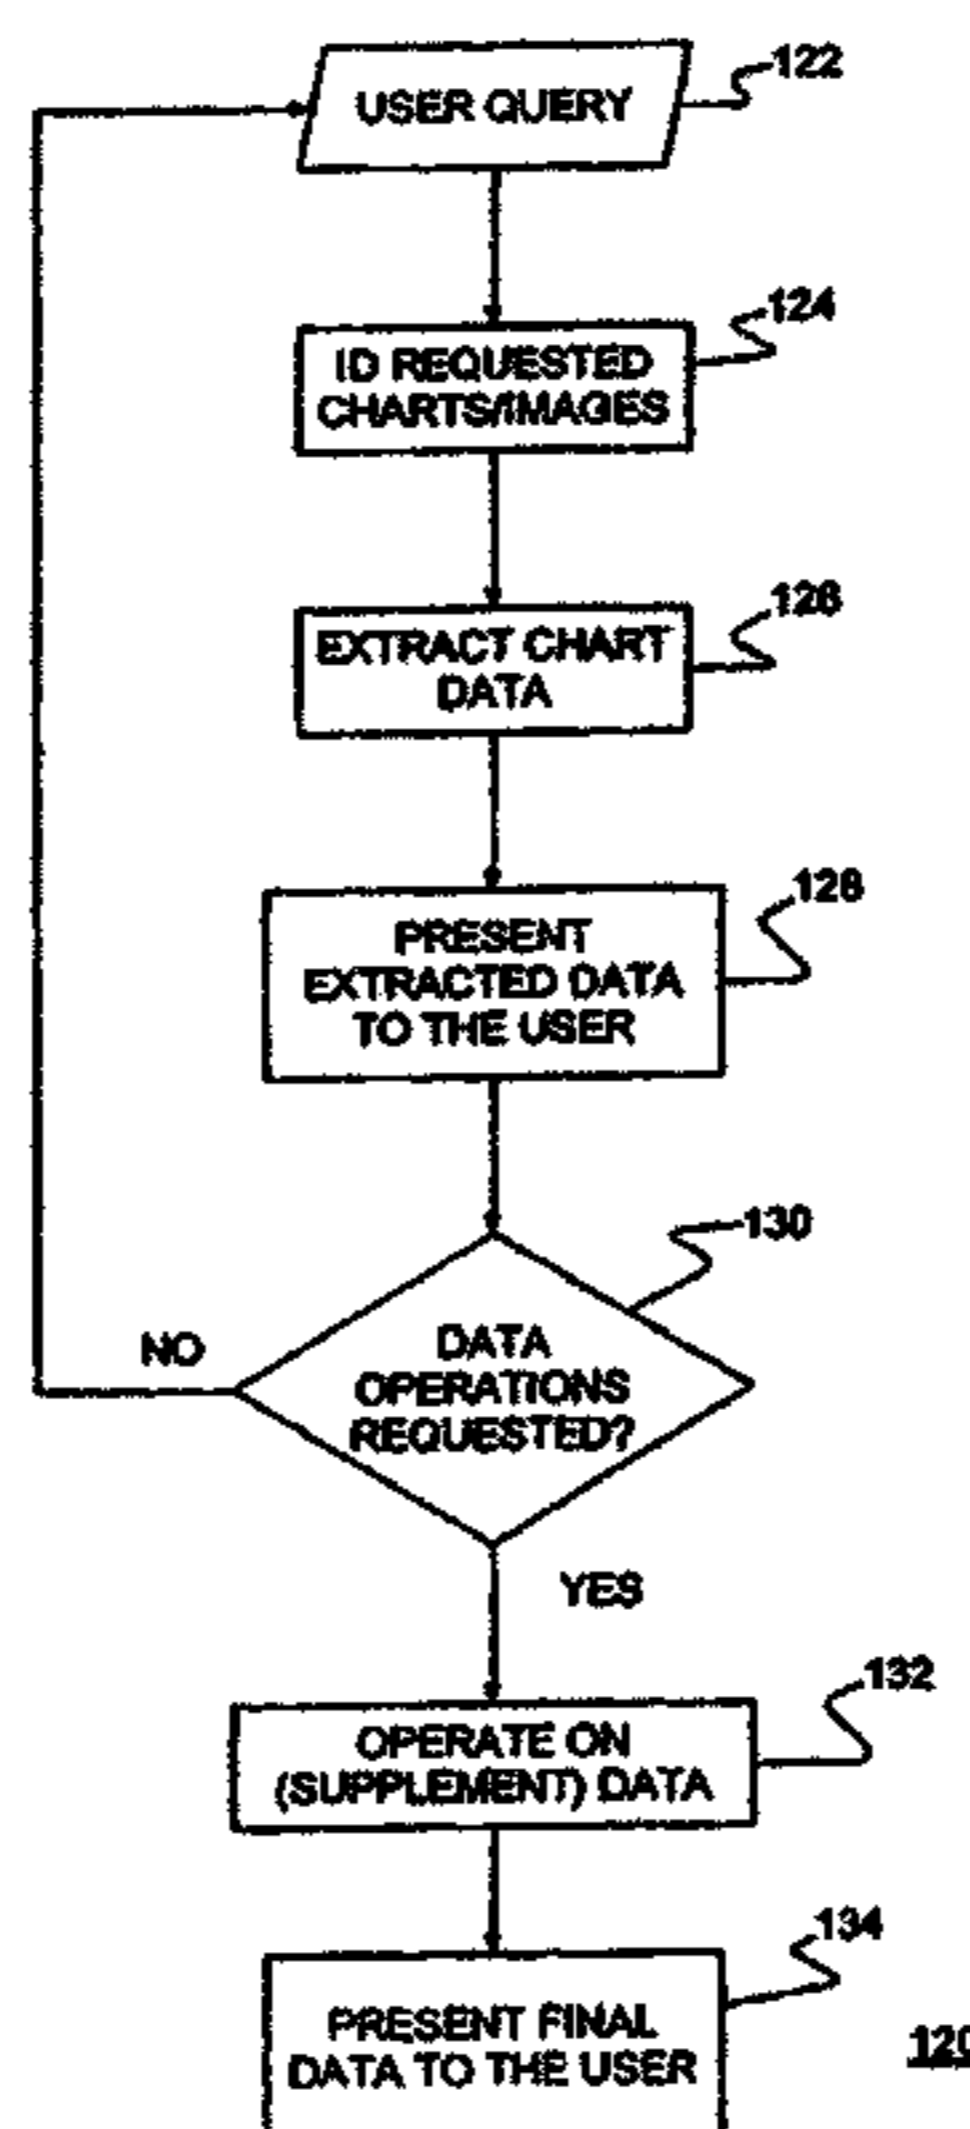 USER QUERY
122
ID REQUESTED
CHARTS/IMAGES
124
EXTRACT CHART
DATA
126
PRESENT
EXTRACTED DATA
TO THE USER
128
DATA
OPERATIONS
REQUESTED?
130
NO
YES
OPERATE ON
(SUPPLEMENT) DATA
132
PRESENT FINAL
DATA TO THE USER
134
120